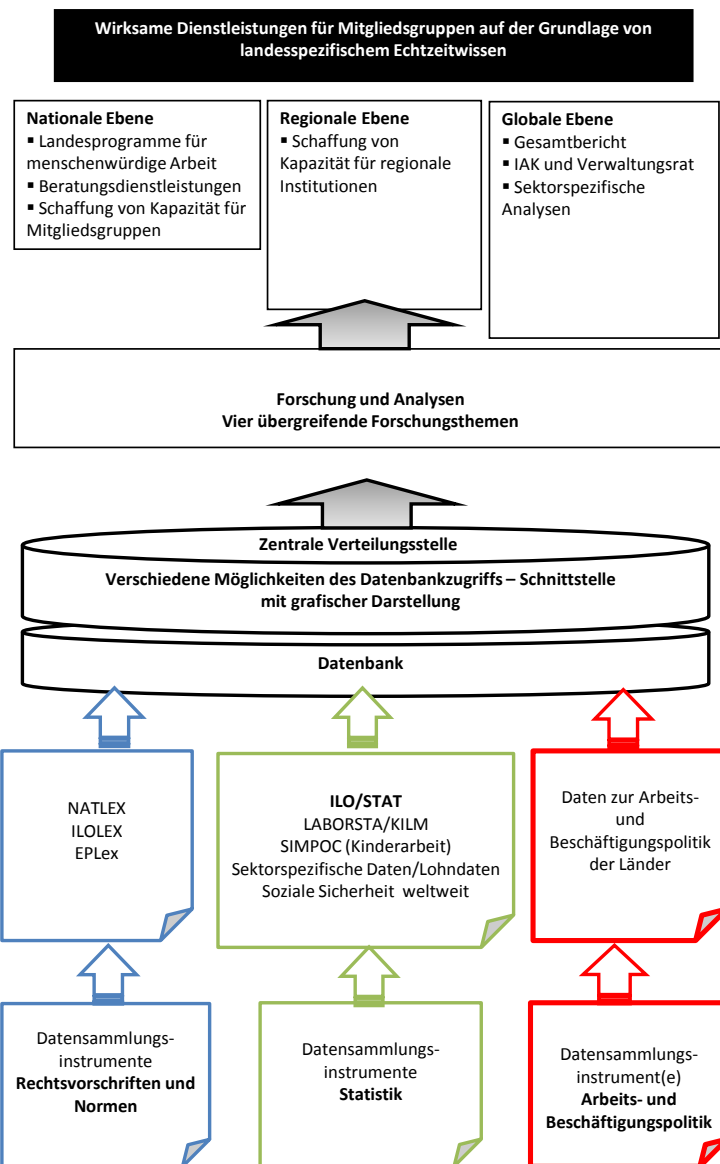 Wirksame Dienstleistungen für Mitgliedsgruppen auf der Grundlage von
landesspezifischem Echtzeitwissen
Nationale Ebene
▪ Landesprogramme für
menschenwürdige Arbeit
▪ Beratungsdienstleistungen
▪ Schaffung von Kapazität für
Mitgliedsgruppen
Regionale Ebene
▪ Schaffung von
Kapazität für regionale
Institutionen
Globale Ebene
▪ Gesamtbericht
▪ IAK und Verwaltungsrat
▪ Sektorspezifische
Analysen
Forschung und Analysen
Vier übergreifende Forschungsthemen
Zentrale Verteilungsstelle
Verschiedene Möglichkeiten des Datenbankzugriffs – Schnittstelle
mit grafischer Darstellung
Datenbank
NATLEX
ILOLEX
EPLex
ILO/STAT
LABORSTA/KILM
SIMPOC (Kinderarbeit)
Sektorspezifische Daten/Lohndaten
Soziale Sicherheit weltweit
Daten zur Arbeits-
und
Beschäftigungspolitik
der Länder
Datensammlungs-
instrumente
Rechtsvorschriften und
Normen
Datensammlungs-
instrumente
Statistik
Datensammlungs-
instrument(e)
Arbeits- und
Beschäftigungspolitik